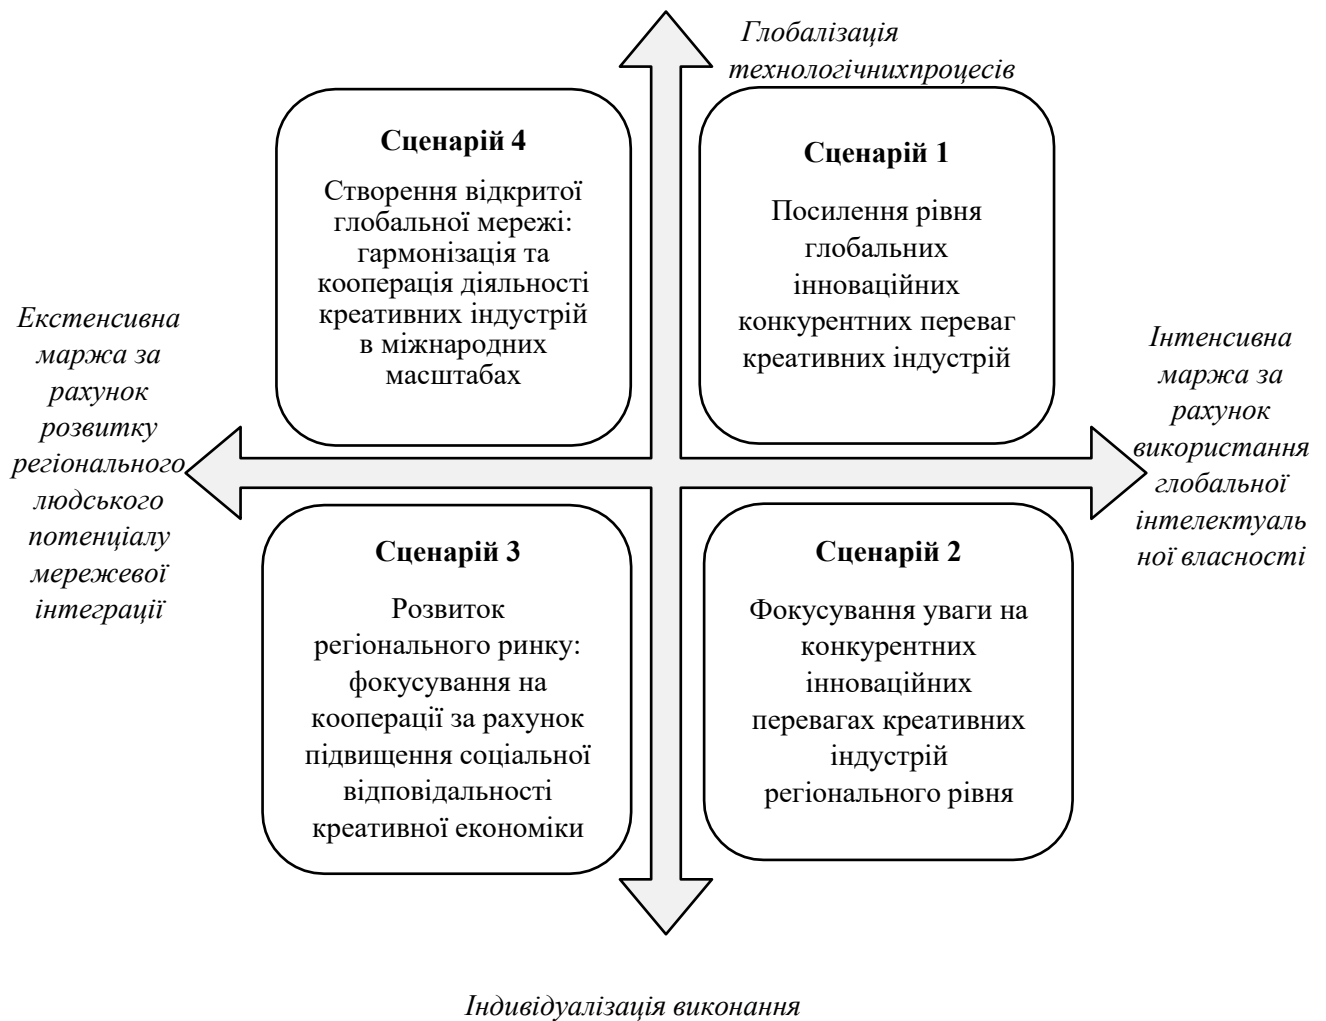 Глобалізація
технологічнихпроцесів
Сценарій 4
Створення відкритої
глобальної мережі:
гармонізація та
кооперація діяльності
креативних індустрій
в міжнародних
масштабах
Сценарій 1
Посилення рівня
глобальних
інноваційних
конкурентних переваг
креативних індустрій
Екстенсивна
маржа за
рахунок
розвитку
регіонального
людського
потенціалу
мережевої
інтеграції
Інтенсивна
маржа за
рахунок
використання
глобальної
інтелектуаль
ної власності
Сценарій 3
Розвиток
регіонального ринку:
фокусування на
кооперації за рахунок
підвищення соціальної
відповідальності
креативної економіки
Сценарій 2
Фокусування уваги на
конкурентних
інноваційних
перевагах креативних
індустрій
регіонального рівня
Індивідуалізація виконання